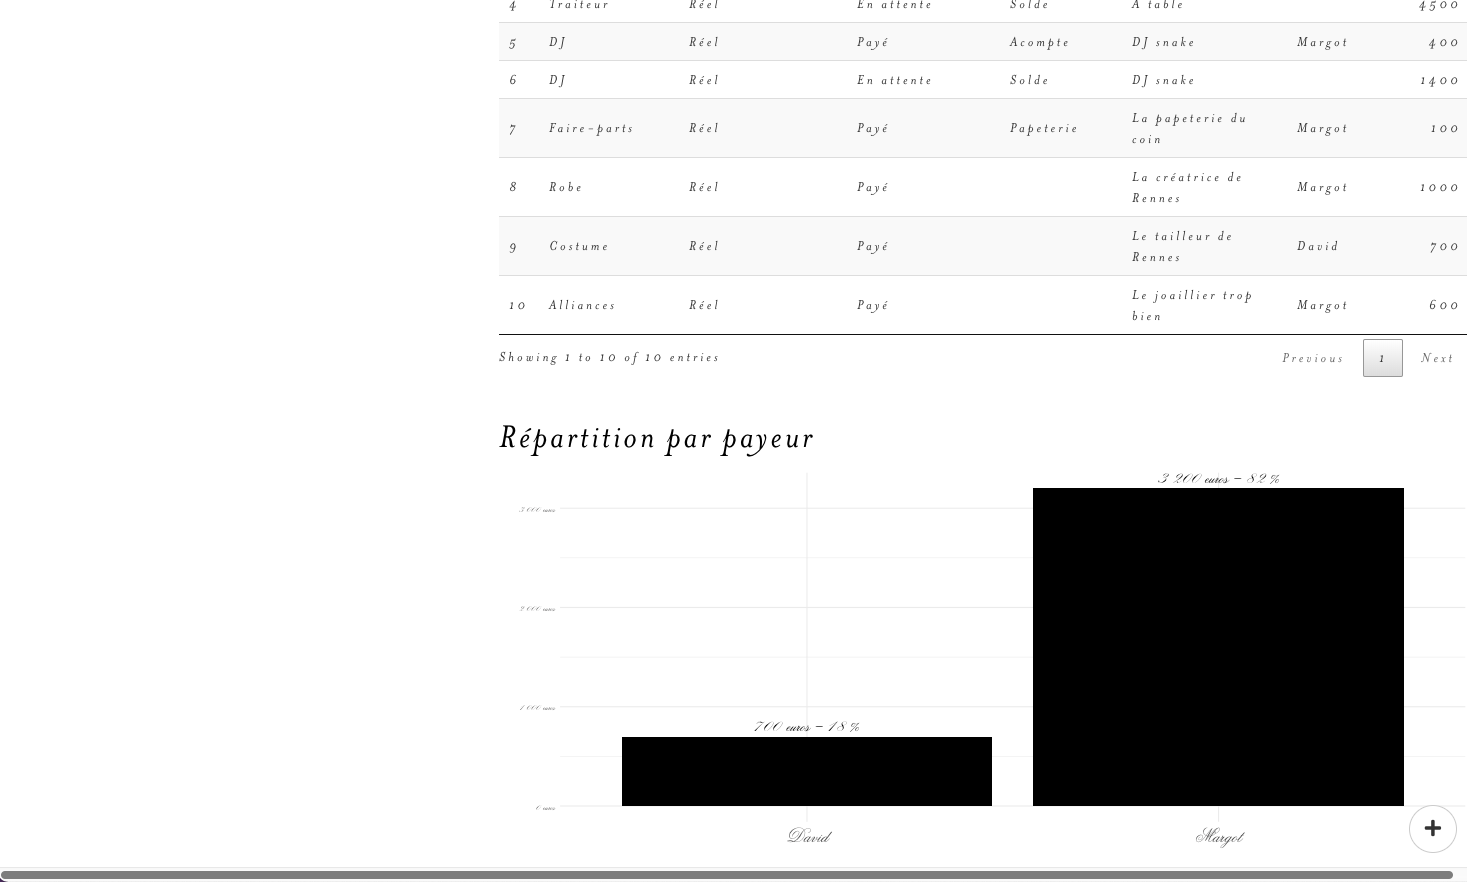 4 Traiteur Réel En attente Solde A table 4500
5 DJ Réel Payé Acompte DJ snake Margot 400
6 DJ Réel En attente Solde DJ snake 1400
7 Faire-parts Réel Payé Papeterie La papeterie du coin Margot 100
8 Robe Réel Payé La créatrice de Rennes Margot 1000
9 Costume Réel Payé Le tailleur de Rennes David 700
10 Alliances Réel Payé Le joaillier trop bien Margot 600
Showing 1 to 10 of 10 entries Previous 1 Next
Répartition par payeur
3 200 euros – 82 %
3 000 euros
2 000 euros
1 000 euros
700 euros – 18 %
0 euros
David Margot